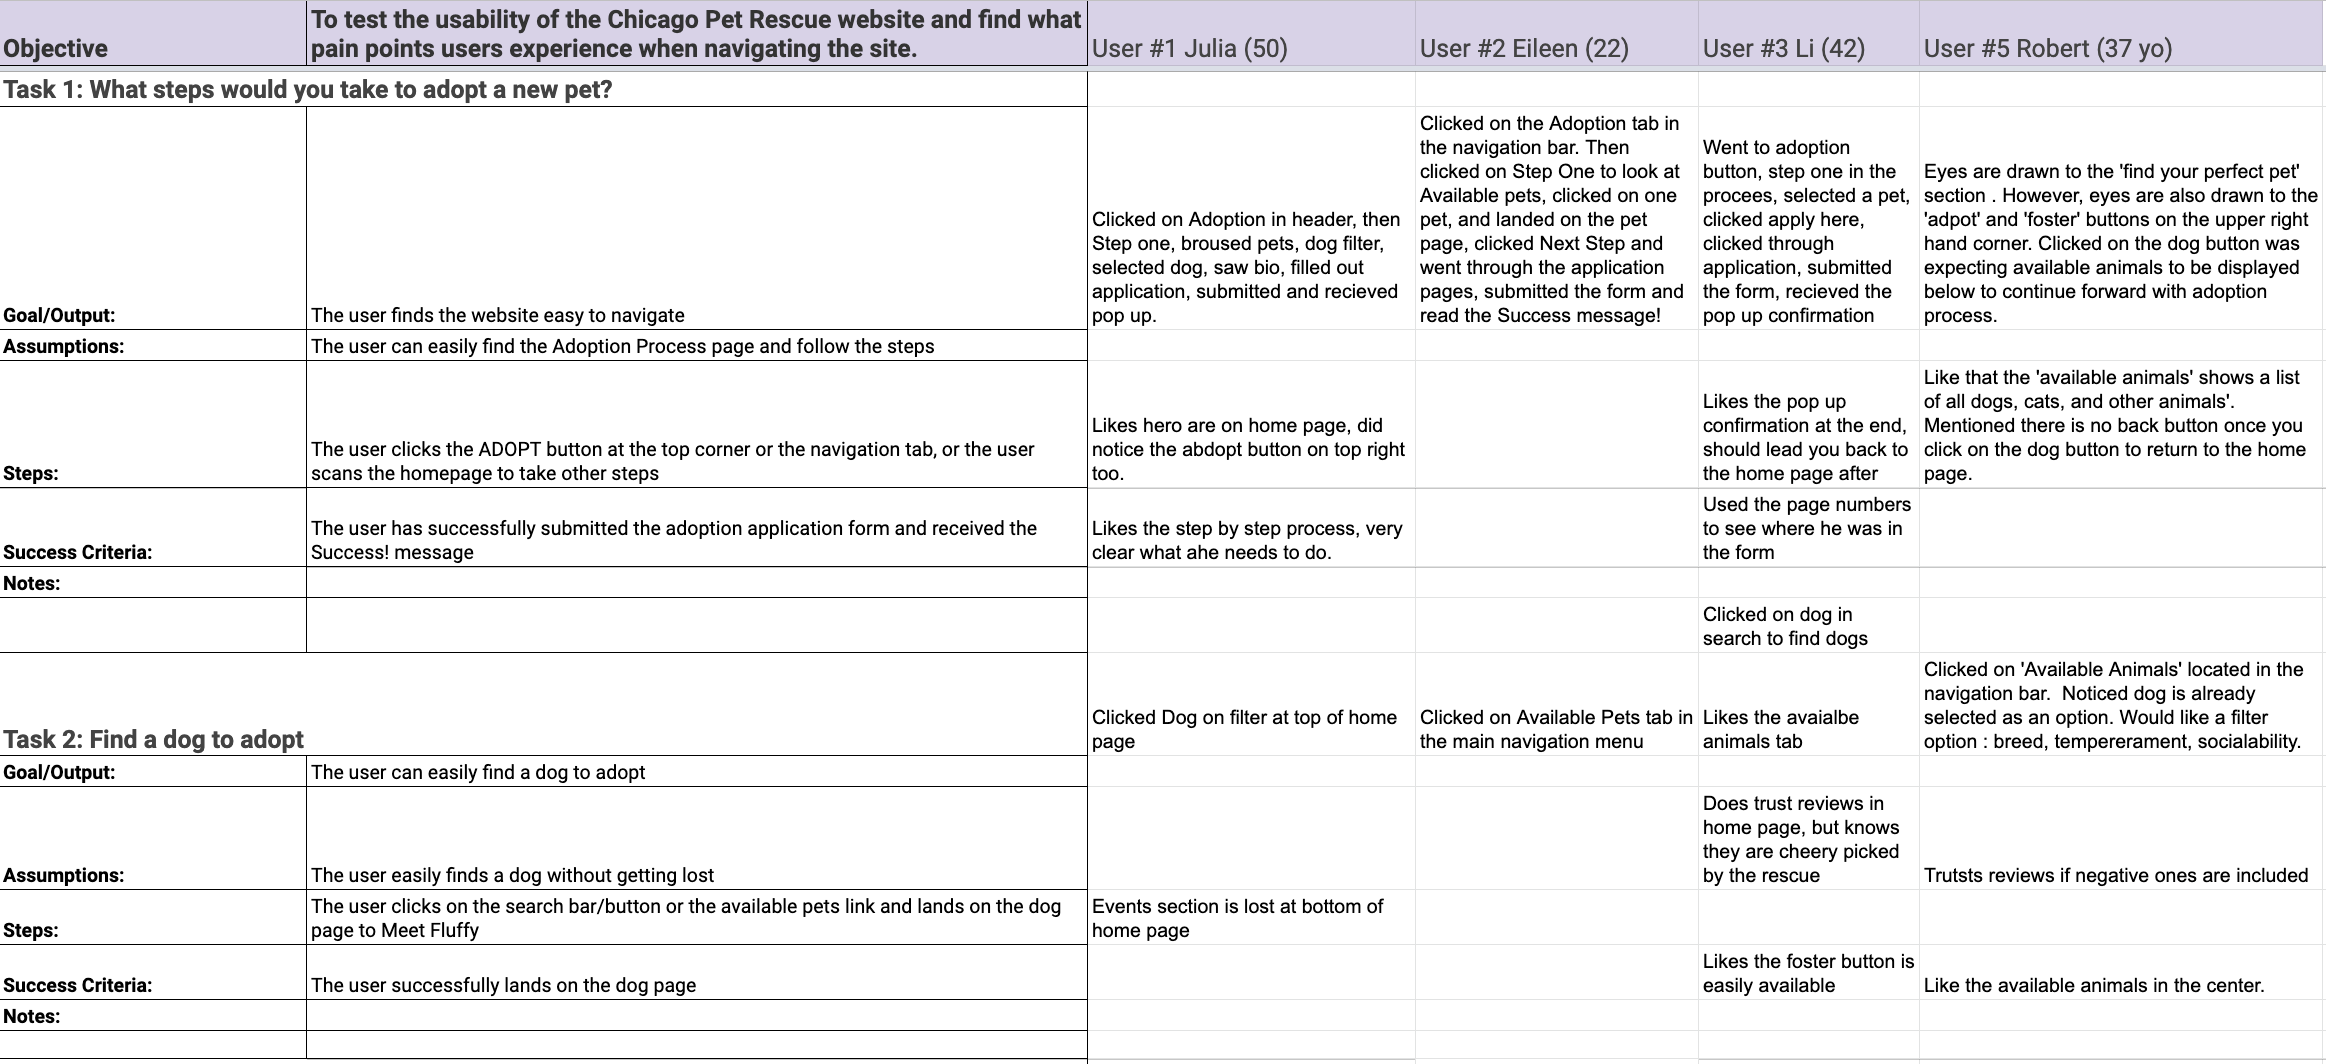 Objective
To test the usability of the Chicago Pet Rescue website and find what
pain points users experience when navigating the site.
User #1 Julia (50)
User #2 Eileen (22)
User #3 Li (42)
User #5 Robert (37 yo)
Task 1: What steps would you take to adopt a new pet?
Goal/Output:
The user finds the website easy to navigate
Clicked on Adoption in header, then
Step one, broused pets, dog filter,
selected dog, saw bio, filled out
application, submitted and recieved
pop up.
Clicked on the Adoption tab in
the navigation bar. Then
clicked on Step One to look at
Available pets, clicked on one
pet, and landed on the pet
page, clicked Next Step and
went through the application
pages, submitted the form and
read the Success message!
Went to adoption
button, step one in the
procees, selected a pet,
clicked apply here,
clicked through
application, submitted
the form, recieved the
pop up confirmation
Eyes are drawn to the 'find your perfect pet'
section . However, eyes are also drawn to the
'adpot' and 'foster' buttons on the upper right
hand corner. Clicked on the dog button was
expecting available animals to be displayed
below to continue forward with adoption
process.
Assumptions:
The user can easily find the Adoption Process page and follow the steps
Steps:
The user clicks the ADOPT button at the top corner or the navigation tab, or the user
scans the homepage to take other steps
Likes hero are on home page, did
notice the abdopt button on top right
too.
Likes the pop up
confirmation at the end,
should lead you back to
the home page after
Like that the 'available animals' shows a list
of all dogs, cats, and other animals'.
Mentioned there is no back button once you
click on the dog button to return to the home
page.
Success Criteria:
The user has successfully submitted the adoption application form and received the
Success! message
Likes the step by step process, very
clear what ahe needs to do.
Used the page numbers
to see where he was in
the form
Notes:
Clicked on dog in
search to find dogs
Task 2: Find a dog to adopt
Clicked Dog on filter at top of home
page
Clicked on Available Pets tab in
the main navigation menu
Likes the avaialbe
animals tab
Clicked on 'Available Animals' located in the
navigation bar.  Noticed dog is already
selected as an option. Would like a filter
option : breed, tempererament, socialability.
Goal/Output:
The user can easily find a dog to adopt
Assumptions:
The user easily finds a dog without getting lost
Does trust reviews in
home page, but knows
they are cheery picked
by the rescue
Trutsts reviews if negative ones are included
Steps:
The user clicks on the search bar/button or the available pets link and lands on the dog
page to Meet Fluffy
Events section is lost at bottom of
home page
Success Criteria:
The user successfully lands on the dog page
Likes the foster button is
easily available
Like the available animals in the center.
Notes: